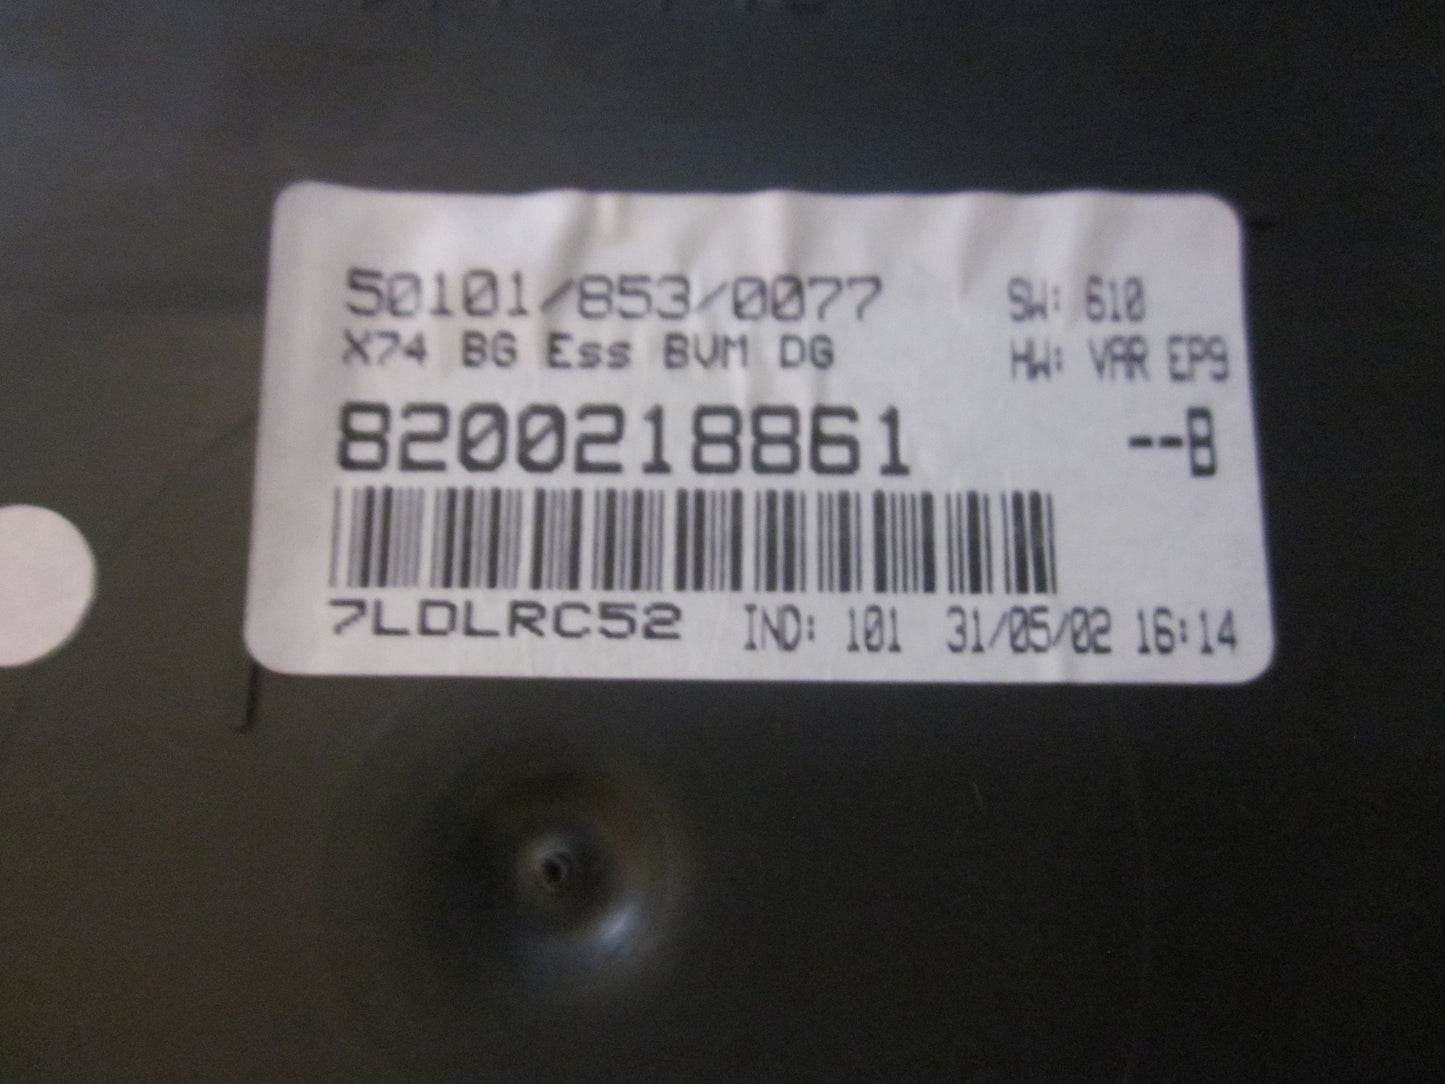 50101/853/0077 SW: 610
X74 BG Ess BVM DG HW: VAR EP9
8200218861 --B
7LDLRC52 IND: 101 31/05/02 16:14